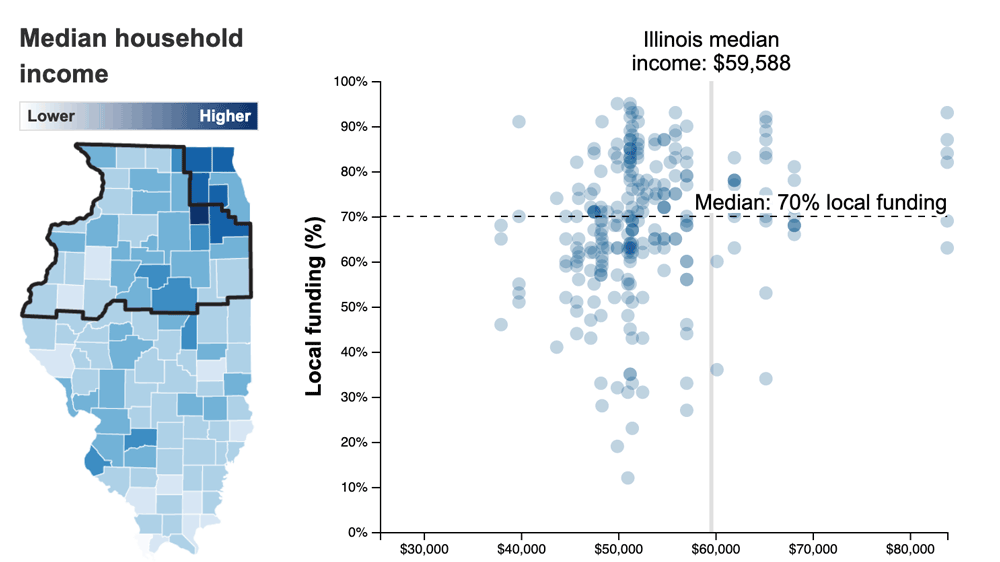 Median household
income
Lower
Higher
Illinois median
income: $59,588
100%
90%
80%
Median: 70% local funding
70%
60%
50%
40%
30%
20%
10%
0%
Local funding (%)
$30,000
$40,000
$50,000
$60,000
$70,000
$80,000